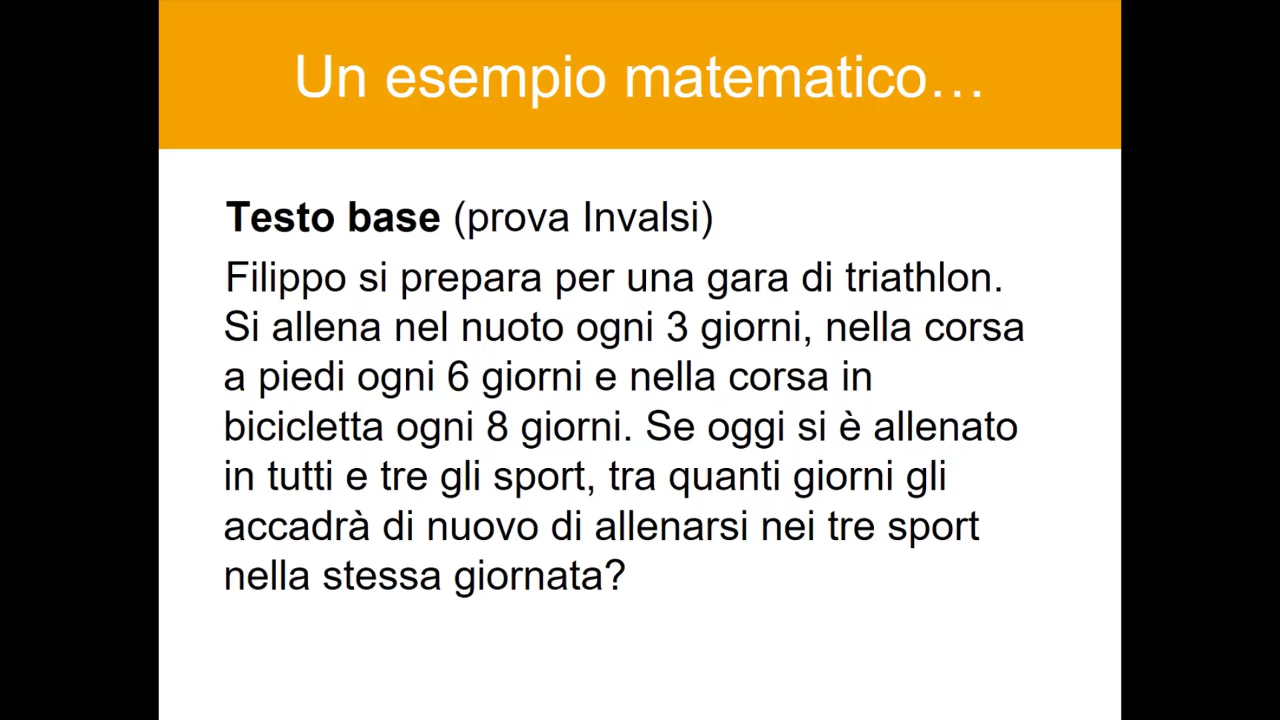 Un esempio matematico…
Testo base (prova Invalsi)
Filippo si prepara per una gara di triathlon.
Si allena nel nuoto ogni 3 giorni, nella corsa
a piedi ogni 6 giorni e nella corsa in
bicicletta ogni 8 giorni. Se oggi si è allenato
in tutti e tre gli sport, tra quanti giorni gli
accadrà di nuovo di allenarsi nei tre sport
nella stessa giornata?